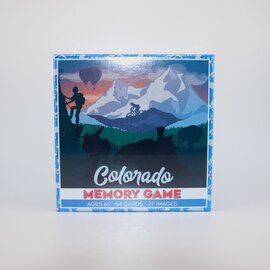 Colorado
MEMORY GAME
AGES 6+ 54 CARDS · 27 IMAGES